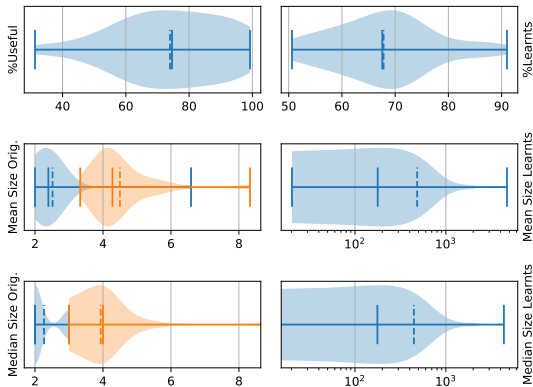 %Useful
40 60 80 100
50 60 70 80 90
%Learnts
Mean Size Orig.
2 4 6 8
10² 10³
Mean Size Learnts
Median Size Orig.
2 4 6 8
10² 10³
Median Size Learnts